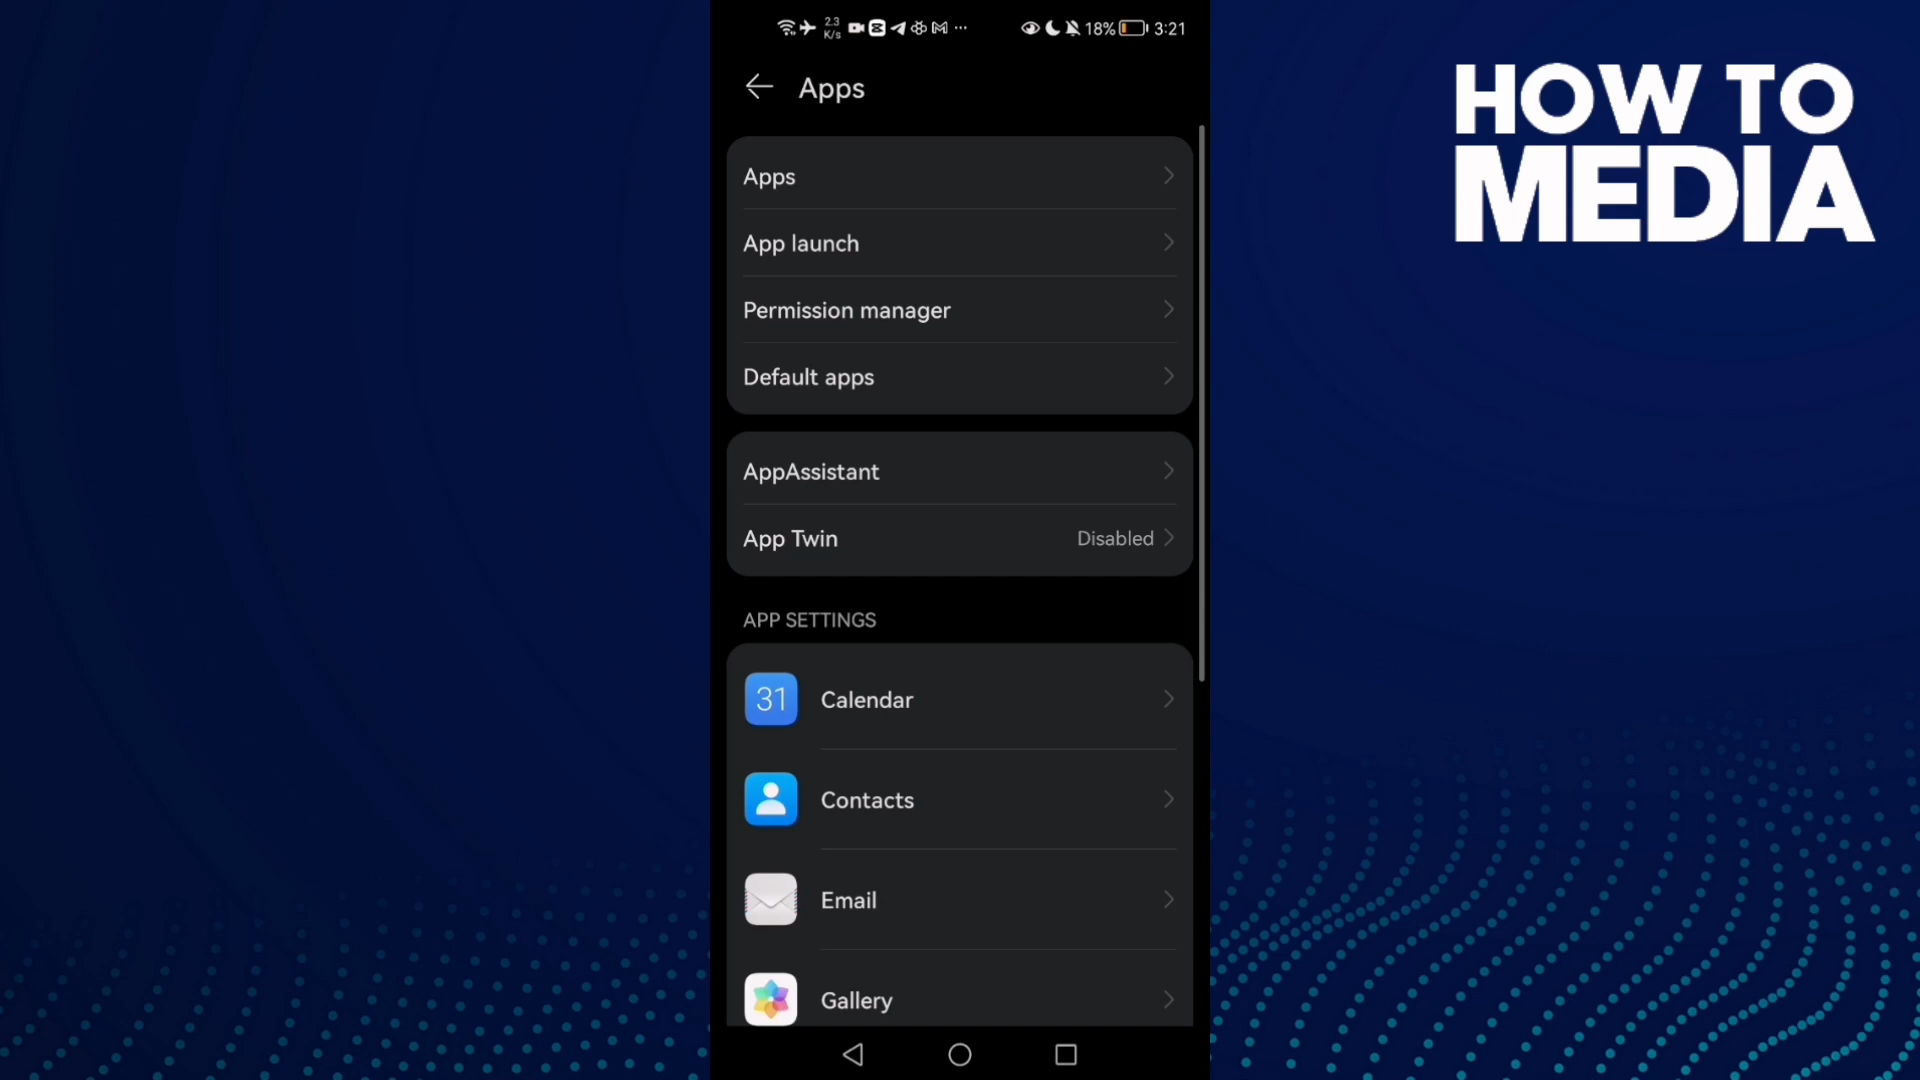 2.3
K/s
18%
3:21
Apps
HOW TO
MEDIA
Apps
App launch
Permission manager
Default apps
AppAssistant
App Twin
Disabled
APP SETTINGS
31
Calendar
Contacts
Email
Gallery